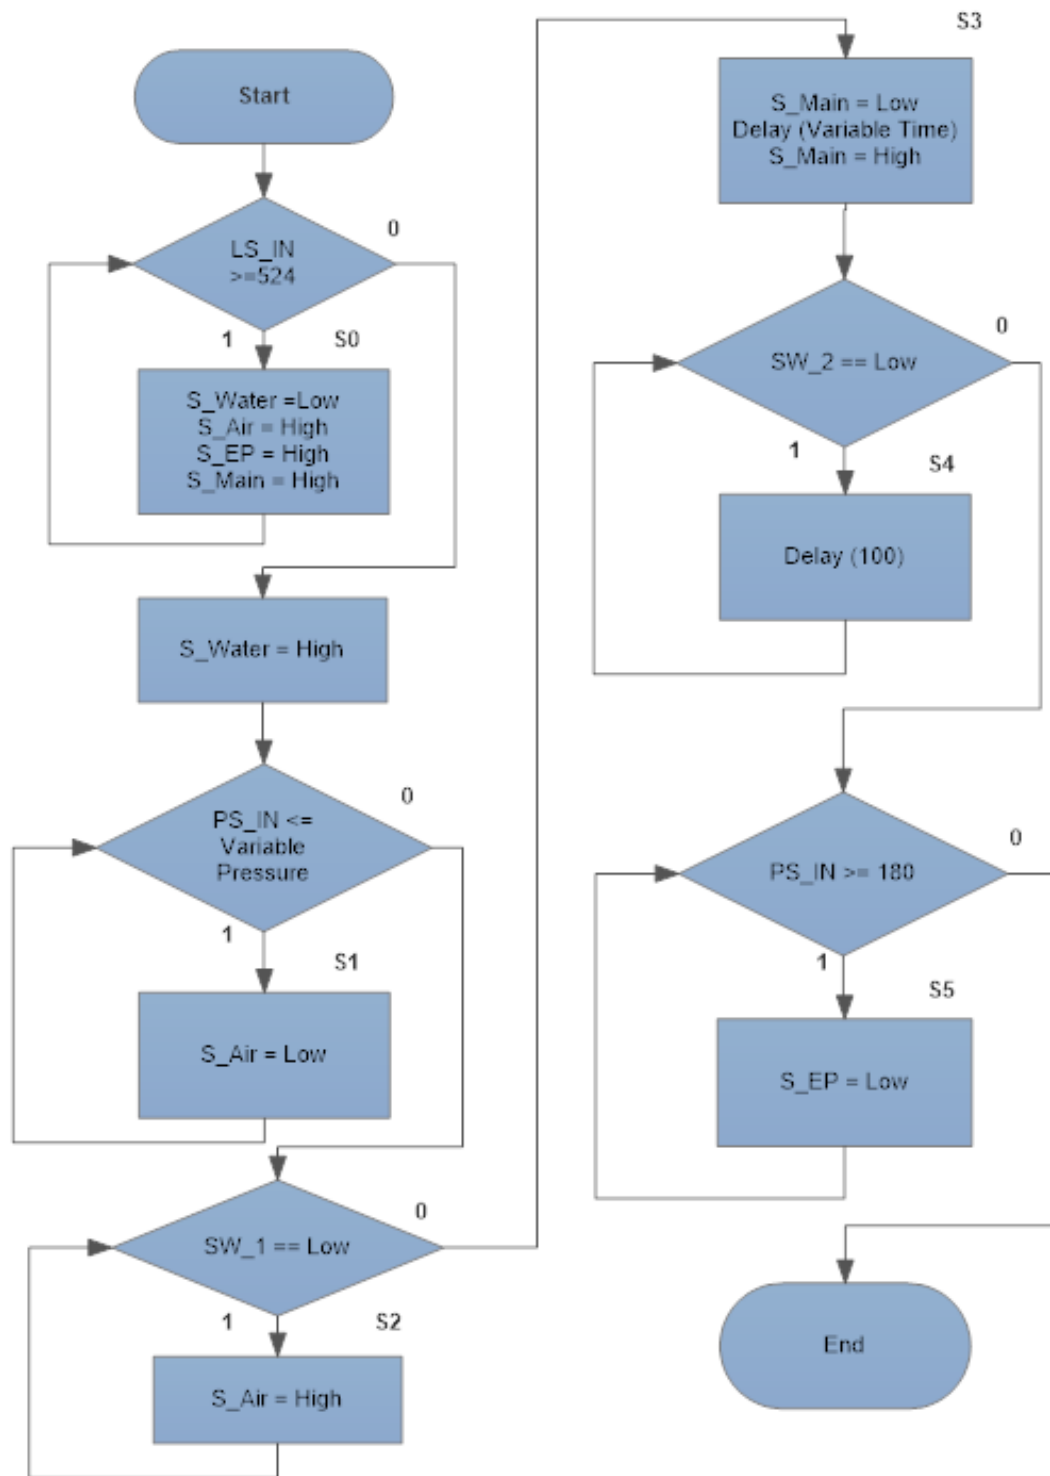 Start
LS_IN
>=524
0
1
S0
S_Water =Low
S_Air = High
S_EP = High
S_Main = High
S_Water = High
PS_IN <=
Variable
Pressure
0
1
S1
S_Air = Low
SW_1 == Low
0
1
S2
S_Air = High
S3
S_Main = Low
Delay (Variable Time)
S_Main = High
SW_2 == Low
0
1
S4
Delay (100)
PS_IN >= 180
0
1
S5
S_EP = Low
End